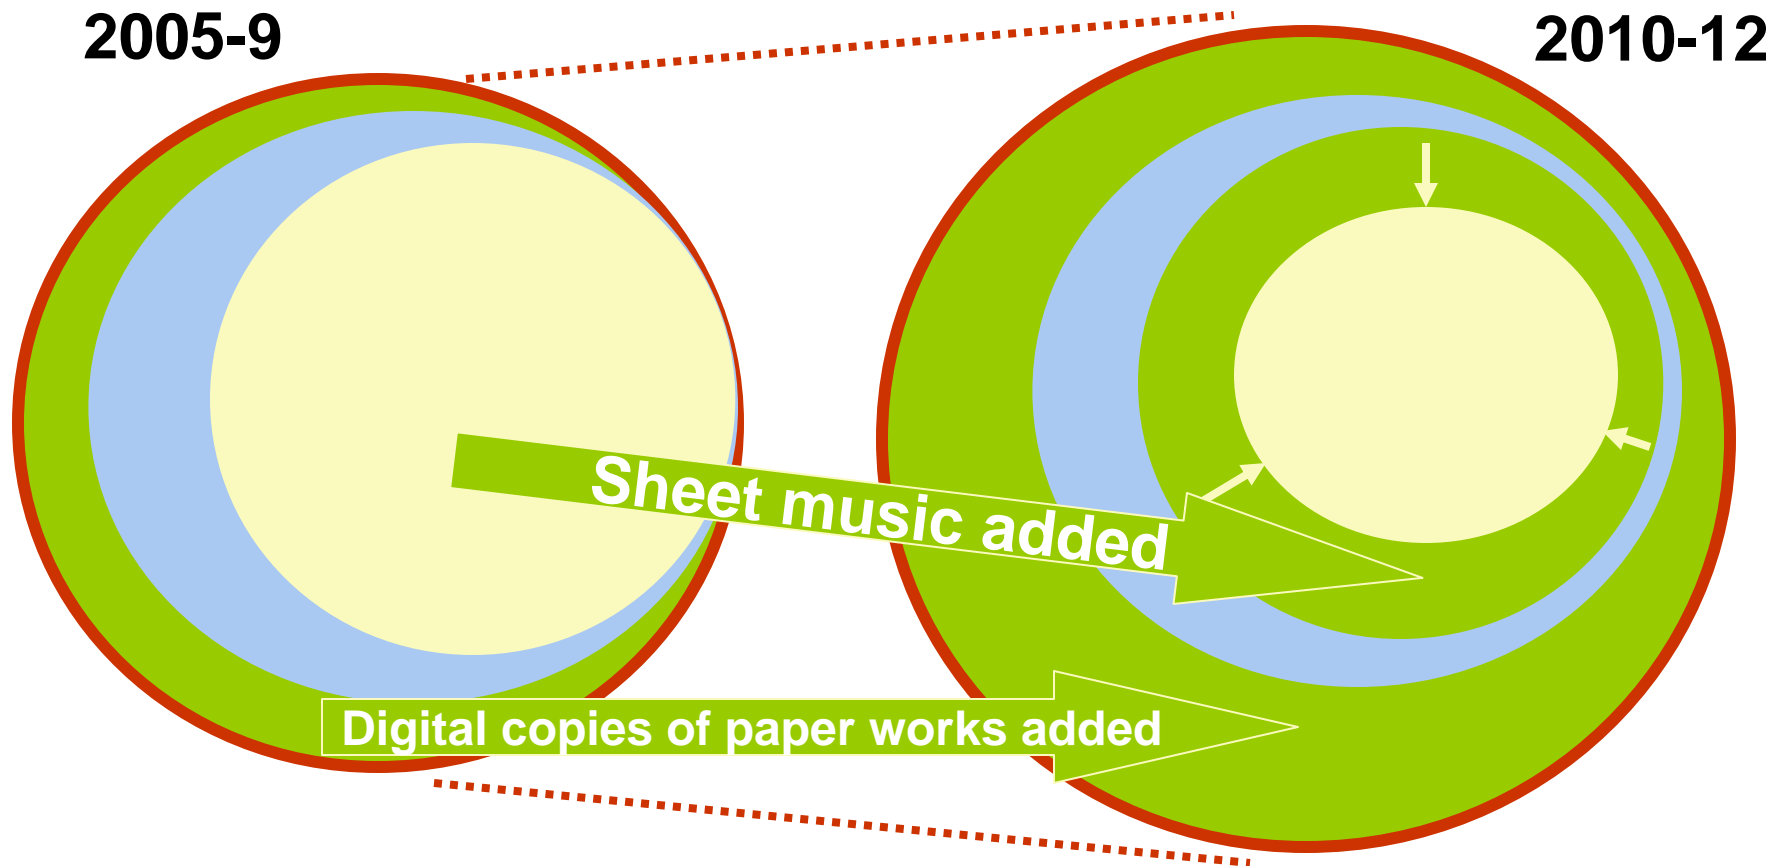 2005-9
2010-12
Sheet music added
Digital copies of paper works added